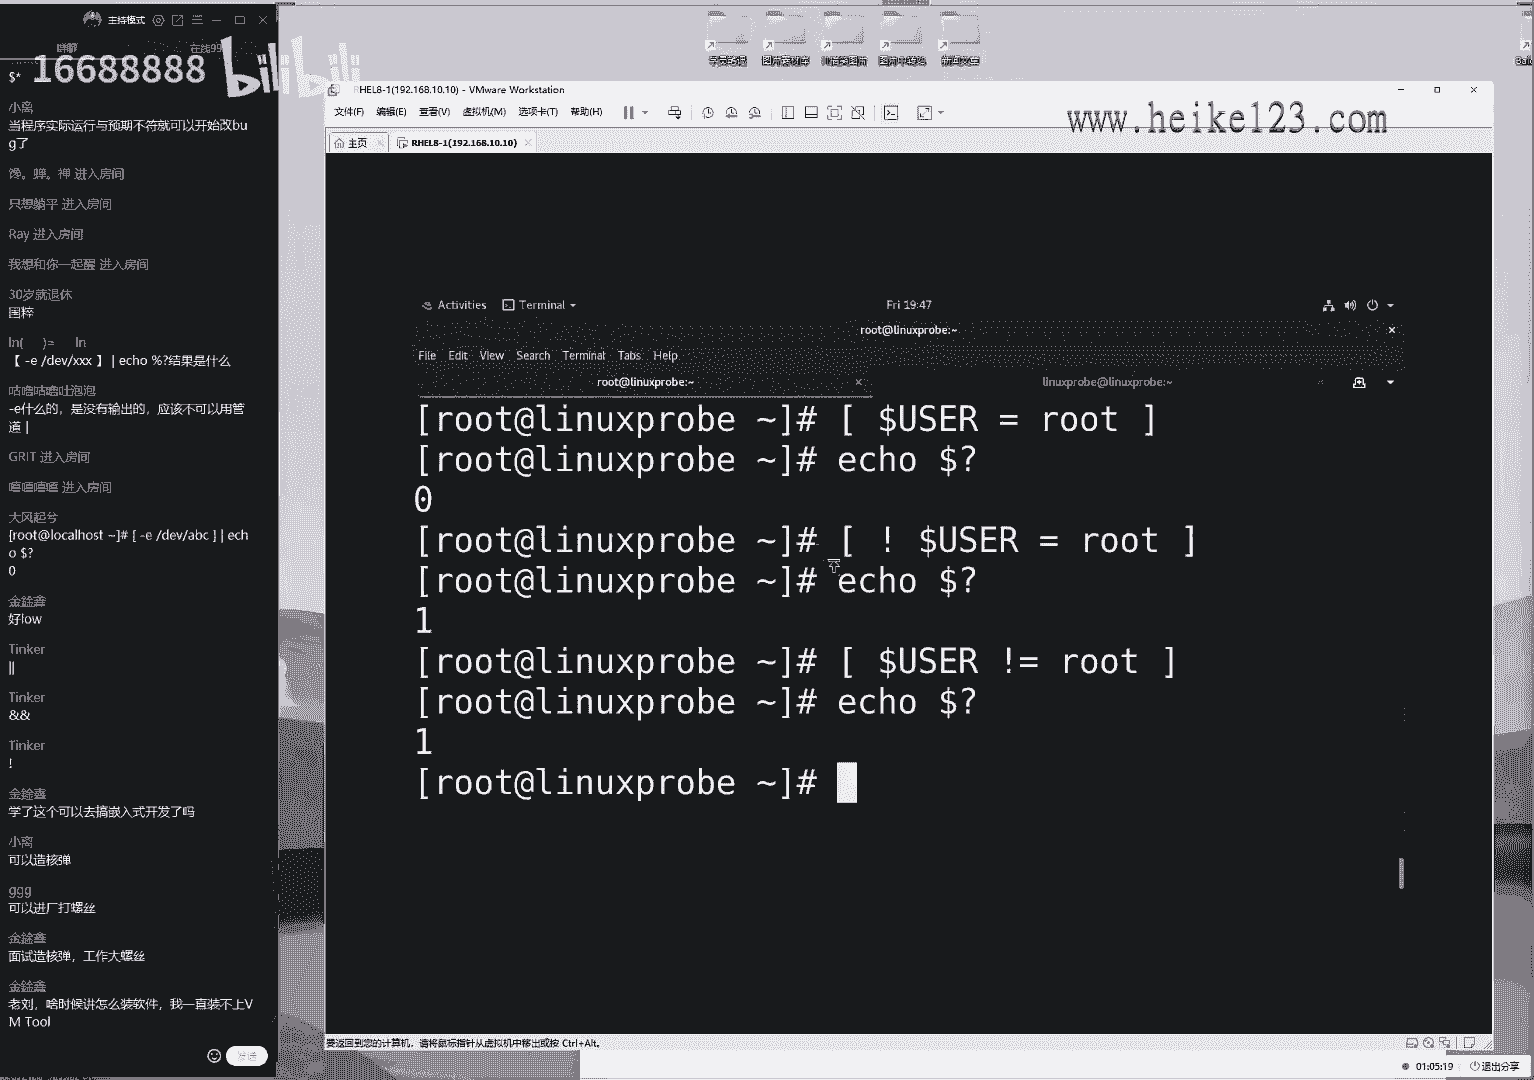 主持模式
在线99
$* 16688888
bilibili
小离
当程序实际运行与预期不符就可以开始改bu
g了
馋。蝉。禅 进入房间
只想躺平 进入房间
Ray 进入房间
我想和你一起醒 进入房间
30岁就退休
国粹
ln( )= ln
【 -e /dev/xxx 】 | echo %?结果是什么
咕噜咕噜吐泡泡
-e什么的，是没有输出的，应该不可以用管
道 |
GRIT 进入房间
嘻嘻嘻嘻 进入房间
大风起兮
[root@localhost ~]# [ -e /dev/abc ] | ech
o $?
0
好low
Tinker
||
Tinker
&&
Tinker
!
学了这个可以去搞嵌入式开发了吗
小离
可以造核弹
ggg
可以进厂打螺丝
面试造核弹，工作大螺丝
老刘，啥时候讲怎么装软件，我一直装不上V
M Tool
发送
RHEL8-1(192.168.10.10) - VMware Workstation
文件(F) 编辑(E) 查看(V) 虚拟机(M) 选项卡(T) 帮助(H)
www.heike123.com
主页 RHEL8-1(192.168.10.10)
Activities Terminal Fri 19:47
root@linuxprobe:~
File Edit View Search Terminal Tabs Help
root@linuxprobe:~ linuxprobe@linuxprobe:~
[root@linuxprobe ~]# [ $USER = root ]
[root@linuxprobe ~]# echo $?
0
[root@linuxprobe ~]# [ ! $USER = root ]
[root@linuxprobe ~]# echo $?
1
[root@linuxprobe ~]# [ $USER != root ]
[root@linuxprobe ~]# echo $?
1
[root@linuxprobe ~]#
要返回到您的计算机，请将鼠标指针从虚拟机中移出或按 Ctrl+Alt。
01:05:19 退出分享